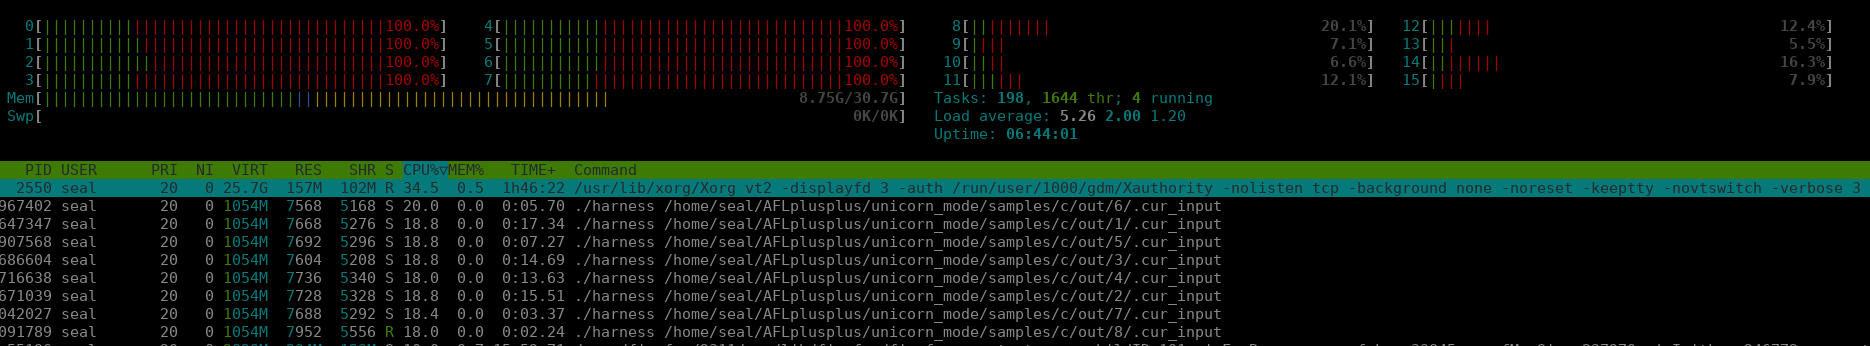 0[100.0%] 4[100.0%] 8[20.1%] 12[12.4%]
1[100.0%] 5[100.0%] 9[7.1%] 13[5.5%]
2[100.0%] 6[100.0%] 10[6.6%] 14[16.3%]
3[100.0%] 7[100.0%] 11[12.1%] 15[7.9%]
Mem[8.75G/30.7G] Tasks: 198, 1644 thr; 4 running
Swp[0K/0K] Load average: 5.26 2.00 1.20
Uptime: 06:44:01
PID USER PRI NI VIRT RES SHR S CPU%▽MEM% TIME+ Command
2550 seal 20 0 25.7G 157M 102M R 34.5 0.5 1h46:22 /usr/lib/xorg/Xorg vt2 -displayfd 3 -auth /run/user/1000/gdm/Xauthority -nolisten tcp -background none -noreset -keeptty -novtswitch -verbose 3
967402 seal 20 0 1054M 7568 5168 S 20.0 0.0 0:05.70 ./harness /home/seal/AFLplusplus/unicorn_mode/samples/c/out/6/.cur_input
647347 seal 20 0 1054M 7668 5276 S 18.8 0.0 0:17.34 ./harness /home/seal/AFLplusplus/unicorn_mode/samples/c/out/1/.cur_input
907568 seal 20 0 1054M 7692 5296 S 18.8 0.0 0:07.27 ./harness /home/seal/AFLplusplus/unicorn_mode/samples/c/out/5/.cur_input
686604 seal 20 0 1054M 7604 5208 S 18.8 0.0 0:14.69 ./harness /home/seal/AFLplusplus/unicorn_mode/samples/c/out/3/.cur_input
716638 seal 20 0 1054M 7736 5340 S 18.0 0.0 0:13.63 ./harness /home/seal/AFLplusplus/unicorn_mode/samples/c/out/4/.cur_input
671039 seal 20 0 1054M 7728 5328 S 18.8 0.0 0:15.51 ./harness /home/seal/AFLplusplus/unicorn_mode/samples/c/out/2/.cur_input
042027 seal 20 0 1054M 7688 5292 S 18.4 0.0 0:03.37 ./harness /home/seal/AFLplusplus/unicorn_mode/samples/c/out/7/.cur_input
091789 seal 20 0 1054M 7952 5556 R 18.0 0.0 0:02.24 ./harness /home/seal/AFLplusplus/unicorn_mode/samples/c/out/8/.cur_input